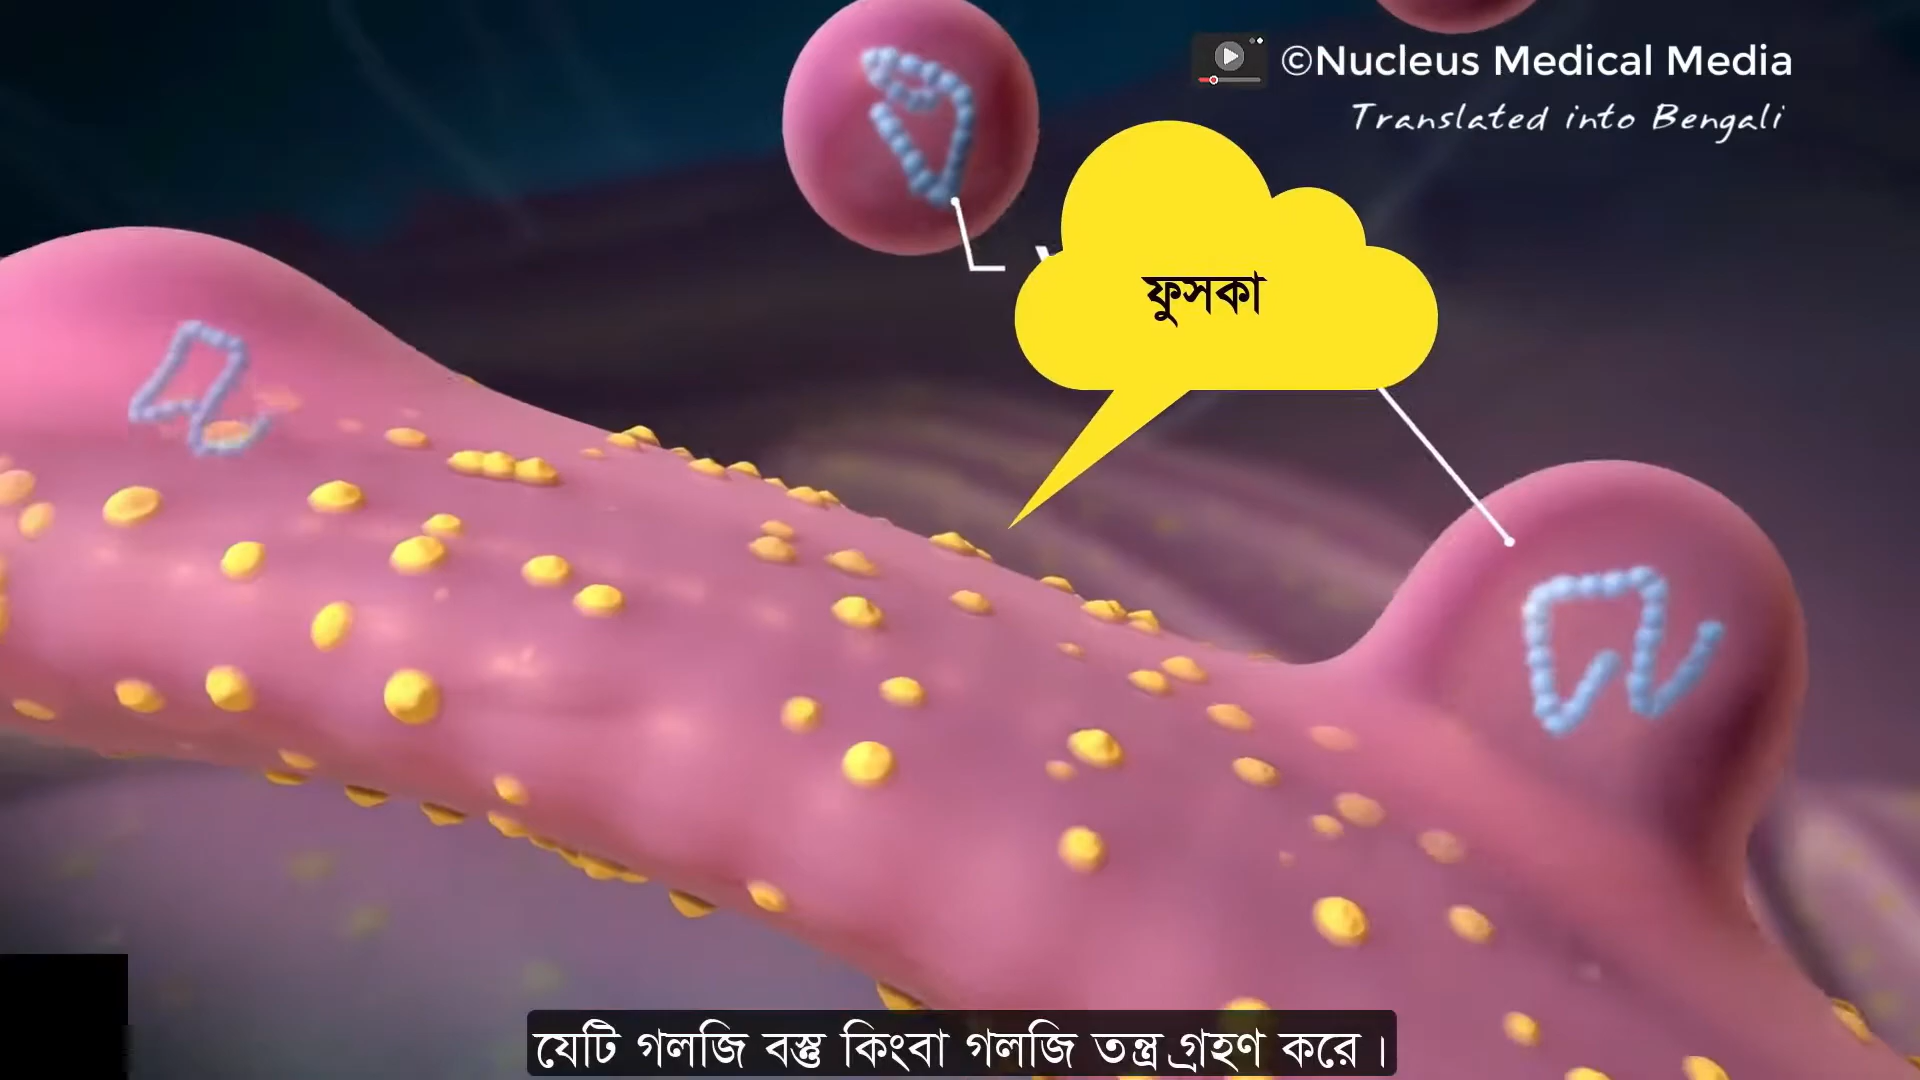 ©Nucleus Medical Media
Translated into Bengali
ফুসকা
যেটি গলজি বস্তু কিংবা গলজি তন্ত্র গ্রহণ করে।